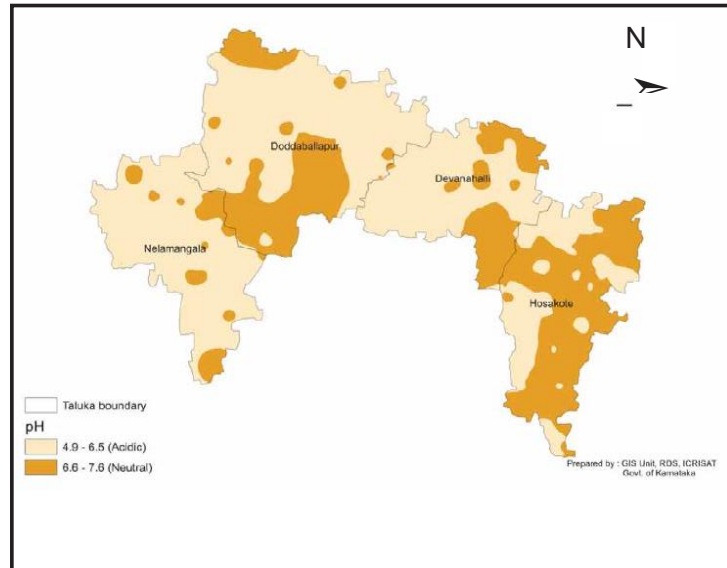 N
Doddaballapur
Devanahalli
Nelamangala
Hosakote
Taluka boundary
pH
4.9 - 6.5 (Acidic)
6.6 - 7.6 (Neutral)
Prepared by : GIS Unit, RDS, ICRISAT
Govt. of Karnataka